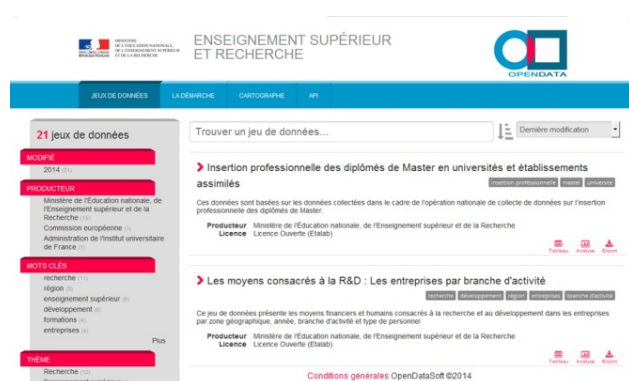 MINISTÈRE
DE L'ÉDUCATION NATIONALE,
DE L'ENSEIGNEMENT SUPÉRIEUR
ET DE LA RECHERCHE
ENSEIGNEMENT SUPÉRIEUR
ET RECHERCHE
OPENDATA
JEUX DE DONNÉES LA DÉMARCHE CARTOGRAPHIE API
21 jeux de données
Trouver un jeu de données...
Dernière modification
MODIFIÉ
2014 (21)
PRODUCTEUR
Ministère de l'Éducation nationale, de
l'Enseignement supérieur et de la
Recherche (15)
Commission européenne (3)
Administration de l'Institut universitaire
de France (1)
MOTS CLÉS
recherche (11)
région (8)
enseignement supérieur (6)
développement (6)
formations (4)
entreprises (4)
Plus
THÈME
Recherche (12)
Insertion professionnelle des diplômés de Master en universités et établissements
assimilés
insertion professionnelle master universite
Ces données sont basées sur les données collectées dans le cadre de l'opération nationale de collecte de données sur l'insertion
professionnelle des diplômés de Master.
Producteur Ministère de l'Éducation nationale, de l'Enseignement supérieur et de la Recherche
Licence Licence Ouverte (Etalab)
Tableau Analyse Export
Les moyens consacrés à la R&D : Les entreprises par branche d'activité
recherche développement région entreprises branche d'activité
Ce jeu de données présente les moyens financiers et humains consacrés à la recherche et au développement dans les entreprises
par zone géographique, année, branche d'activité et type de personnel
Producteur Ministère de l'Éducation nationale, de l'Enseignement supérieur et de la Recherche
Licence Licence Ouverte (Etalab)
Tableau Analyse Export
Conditions générales OpenDataSoft ©2014